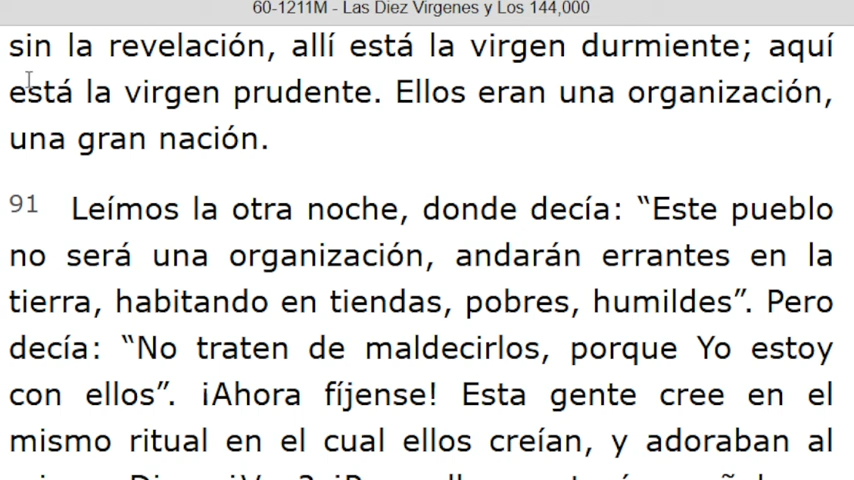 60-1211M - Las Diez Virgenes y Los 144,000
sin la revelación, allí está la virgen durmiente; aquí
está la virgen prudente. Ellos eran una organización,
una gran nación.
91 Leímos la otra noche, donde decía: “Este pueblo
no será una organización, andarán errantes en la
tierra, habitando en tiendas, pobres, humildes”. Pero
decía: “No traten de maldecirlos, porque Yo estoy
con ellos”. ¡Ahora fíjense! Esta gente cree en el
mismo ritual en el cual ellos creían, y adoraban al